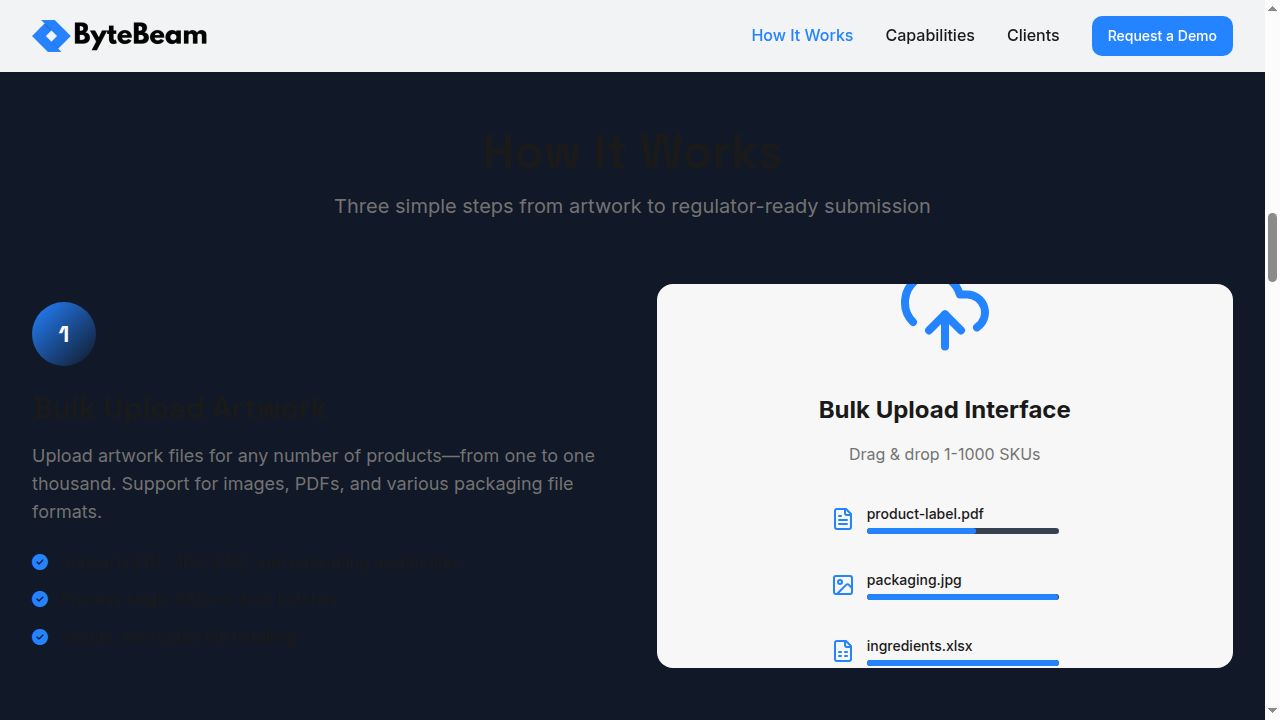 ByteBeam
How It Works
Capabilities
Clients
Request a Demo
How It Works
Three simple steps from artwork to regulator-ready submission
1
Bulk Upload Artwork
Upload artwork files for any number of products—from one to one
thousand. Support for images, PDFs, and various packaging file
formats.
Bulk Upload Interface
Drag & drop 1-1000 SKUs
product-label.pdf
packaging.jpg
ingredients.xlsx